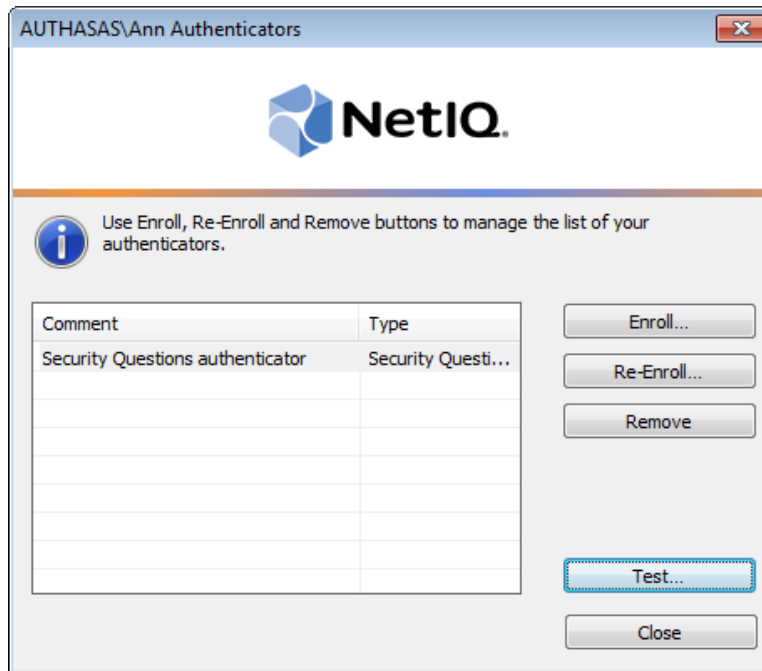 AUTHASAS\Ann Authenticators
NetIQ.
Use Enroll, Re-Enroll and Remove buttons to manage the list of your
authenticators.
Comment Type
Security Questions authenticator Security Questi...
Enroll...
Re-Enroll...
Remove
Test...
Close